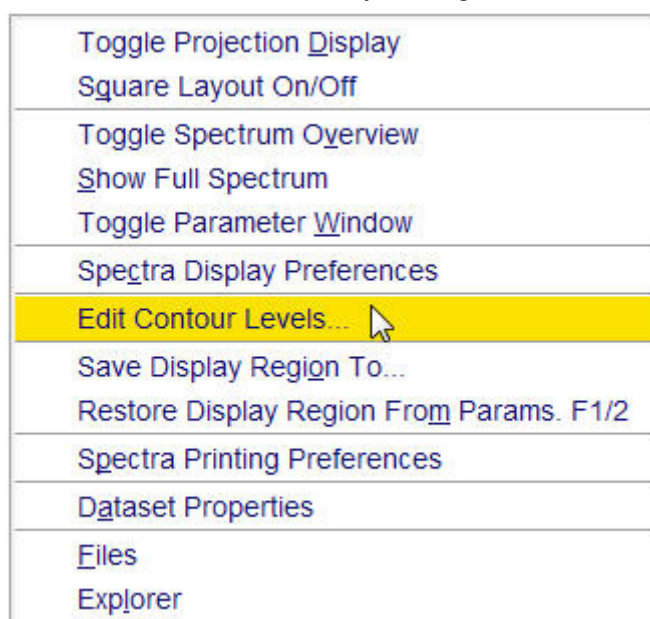 Toggle Projection Display
Square Layout On/Off
Toggle Spectrum Overview
Show Full Spectrum
Toggle Parameter Window
Spectra Display Preferences
Edit Contour Levels...
Save Display Region To...
Restore Display Region From Params. F1/2
Spectra Printing Preferences
Dataset Properties
Files
Explorer